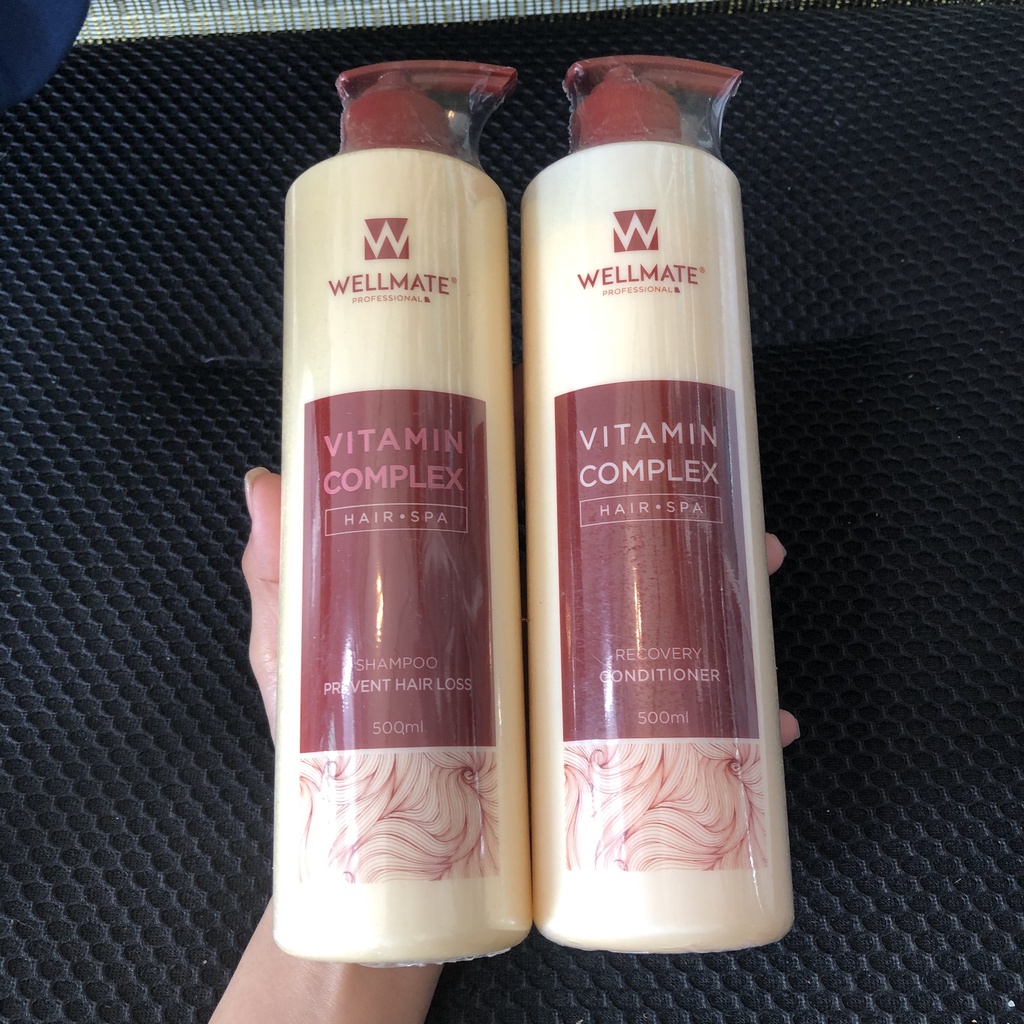 W
WELLMATE®
PROFESSIONAL
VITAMIN
COMPLEX
HAIR•SPA
SHAMPOO
PREVENT HAIR LOSS
500ml
W
WELLMATE®
PROFESSIONAL
VITAMIN
COMPLEX
HAIR•SPA
RECOVERY
CONDITIONER
500ml